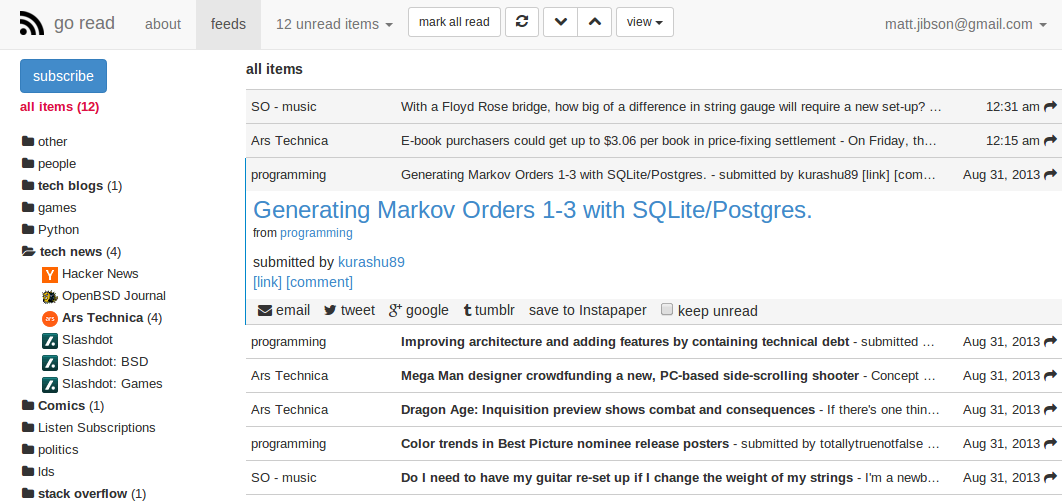 go read about feeds 12 unread items mark all read view matt.jibson@gmail.com
subscribe
all items (12)
other
people
tech blogs (1)
games
Python
tech news (4)
Hacker News
OpenBSD Journal
Ars Technica (4)
Slashdot
Slashdot: BSD
Slashdot: Games
Comics (1)
Listen Subscriptions
politics
lds
stack overflow (1)
all items
SO - music With a Floyd Rose bridge, how big of a difference in string gauge will require a new set-up? … 12:31 am
Ars Technica E-book purchasers could get up to $3.06 per book in price-fixing settlement - On Friday, th… 12:15 am
programming Generating Markov Orders 1-3 with SQLite/Postgres. - submitted by kurashu89 [link] [com… Aug 31, 2013
Generating Markov Orders 1-3 with SQLite/Postgres.
from programming
submitted by kurashu89
[link] [comment]
email tweet google tumblr save to Instapaper keep unread
programming Improving architecture and adding features by containing technical debt - submitted … Aug 31, 2013
Ars Technica Mega Man designer crowdfunding a new, PC-based side-scrolling shooter - Concept … Aug 31, 2013
Ars Technica Dragon Age: Inquisition preview shows combat and consequences - If there's one thin… Aug 31, 2013
programming Color trends in Best Picture nominee release posters - submitted by totallytruenotfalse … Aug 31, 2013
SO - music Do I need to have my guitar re-set up if I change the weight of my strings - I'm a newb… Aug 31, 2013